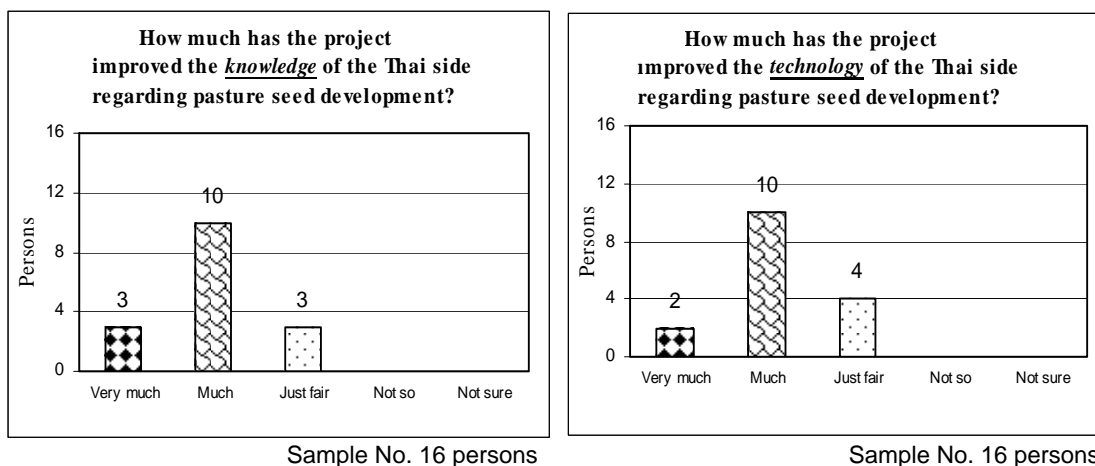 How much has the project
improved the knowledge of the Thai side
regarding pasture seed development?
16
12
8
4
0
Persons
3
10
3
Very much
Much
Just fair
Not so
Not sure
Sample No. 16 persons
How much has the project
improved the technology of the Thai side
regarding pasture seed development?
16
12
8
4
0
Persons
2
10
4
Very much
Much
Just fair
Not so
Not sure
Sample No. 16 persons